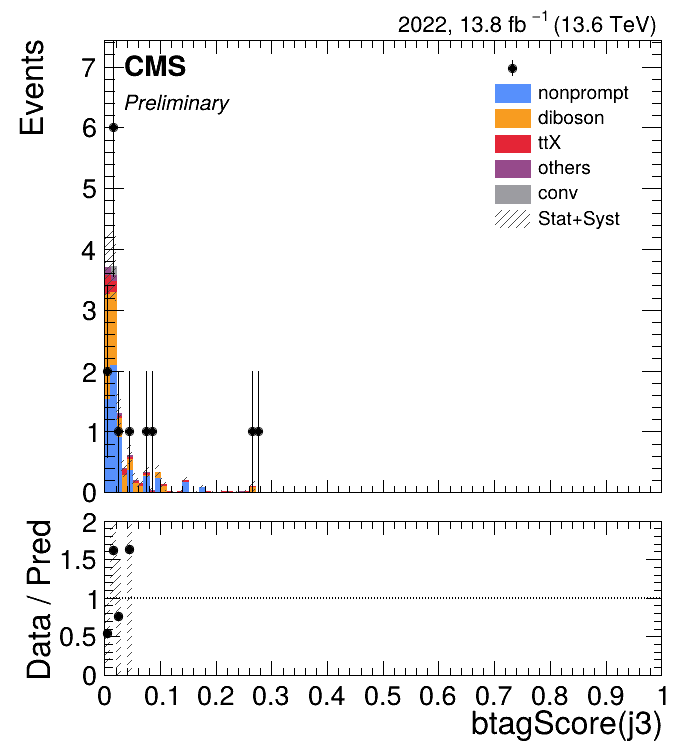 2022, 13.8 fb⁻¹ (13.6 TeV)
CMS
Preliminary
nonprompt
diboson
ttX
others
conv
Stat+Syst
Events
7
6
5
4
3
2
1
0
Data / Pred
2
1.5
1
0.5
0
0 0.1 0.2 0.3 0.4 0.5 0.6 0.7 0.8 0.9 1
btagScore(j3)